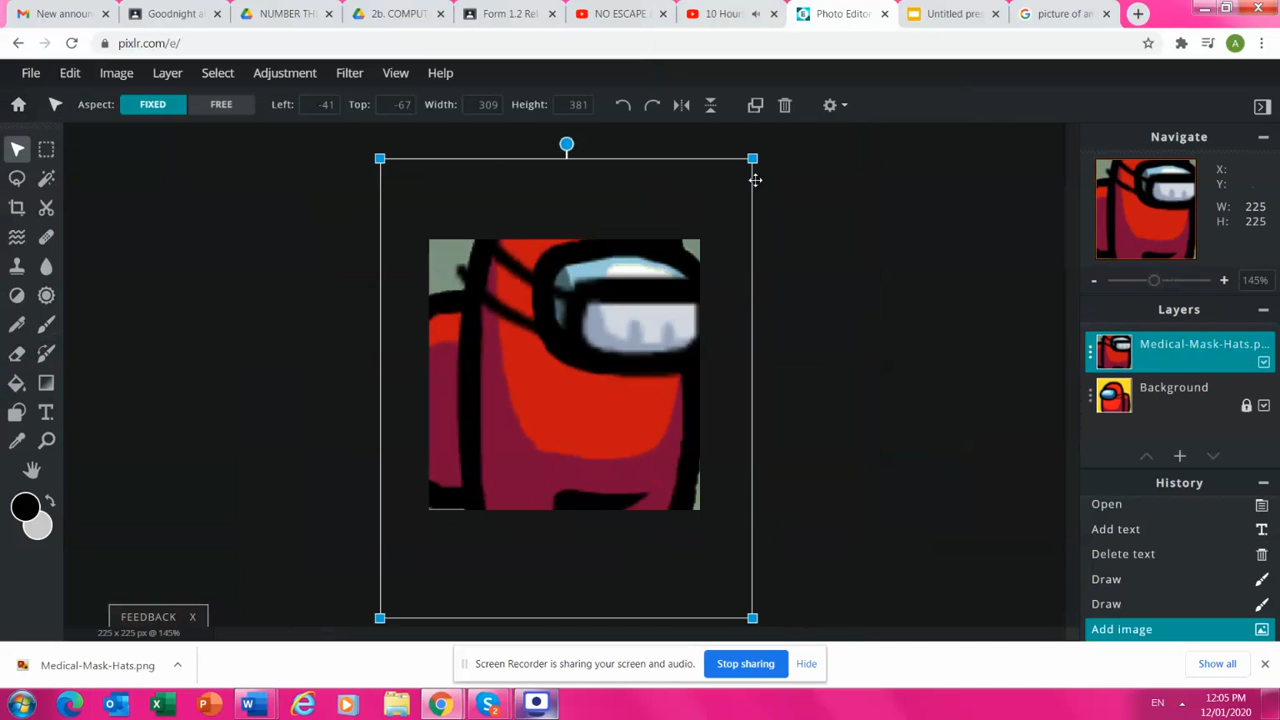 New announ
Goodnight a
NUMBER TH
2b. COMPUT
Form 1.2 Re
NO ESCAPE
10 Hour
Photo Editor
Untitled pres
picture of an
pixlr.com/e/
A
File Edit Image Layer Select Adjustment Filter View Help
Aspect: FIXED FREE Left: -41 Top: -67 Width: 309 Height: 381
Navigate
X:
Y:
W: 225
H: 225
145%
Layers
Medical-Mask-Hats.p...
Background
History
Open
Add text
Delete text
Draw
Draw
Add image
FEEDBACK X
225 x 225 px @ 145%
Medical-Mask-Hats.png
Screen Recorder is sharing your screen and audio. Stop sharing Hide
Show all
EN 12:05 PM
12/01/2020